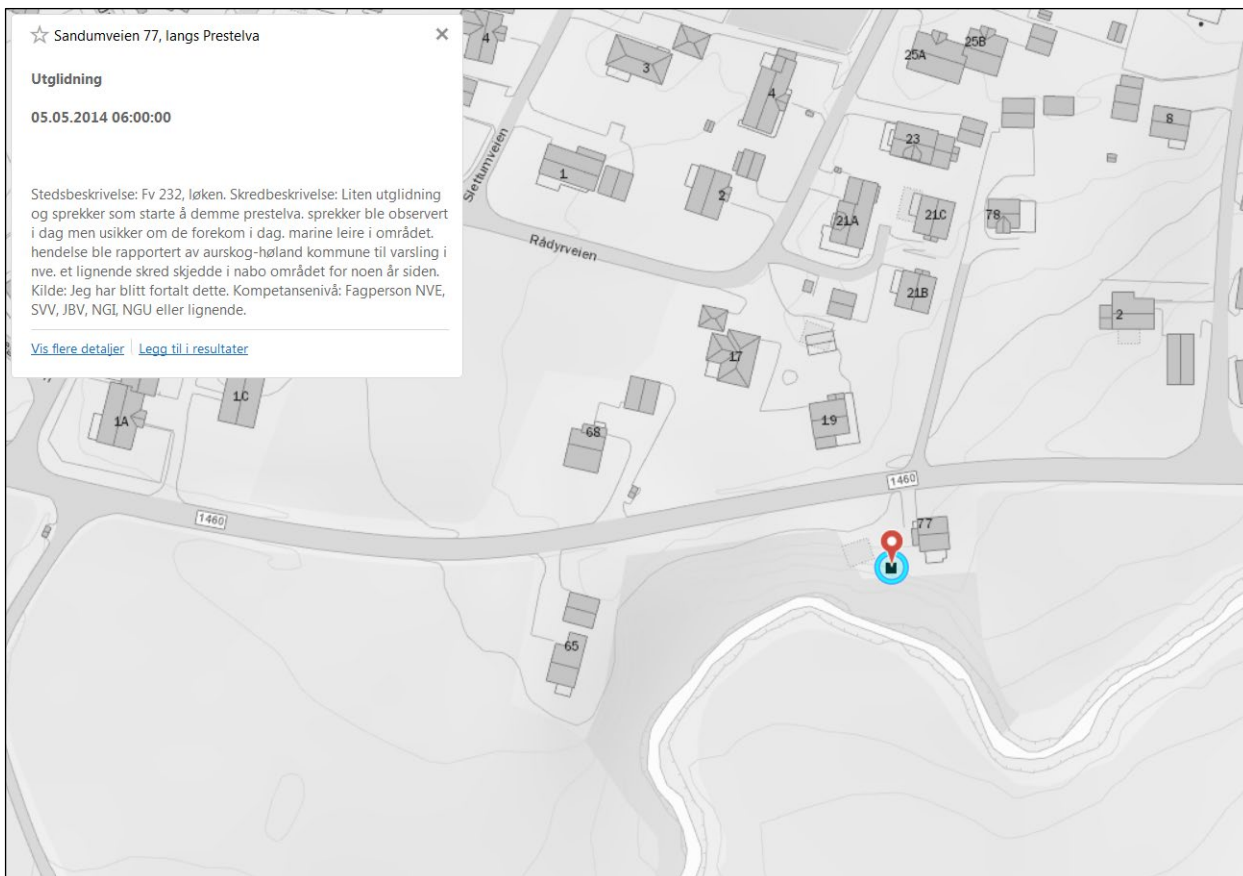 Sandumveien 77, langs Prestelva
Utglidning
05.05.2014 06:00:00
Stedsbeskrivelse: Fv 232, løken. Skredbeskrivelse: Liten utglidning
og sprekker som starte å demme prestelva. sprekker ble observert
i dag men usikker om de forekom i dag. marine leire i området.
hendelse ble rapportert av aurskog-høland kommune til varsling i
nve. et lignende skred skjedde i nabo området for noen år siden.
Kilde: Jeg har blitt fortalt dette. Kompetansenivå: Fagperson NVE,
SVV, JBV, NGI, NGU eller lignende.
Vis flere detaljer Legg til i resultater
4
3
4
25A
25B
8
23
1
2
Slettumveien
21A
21C
78
Rådyrveien
21B
2
17
1A
1C
68
19
1460
1460
77
65